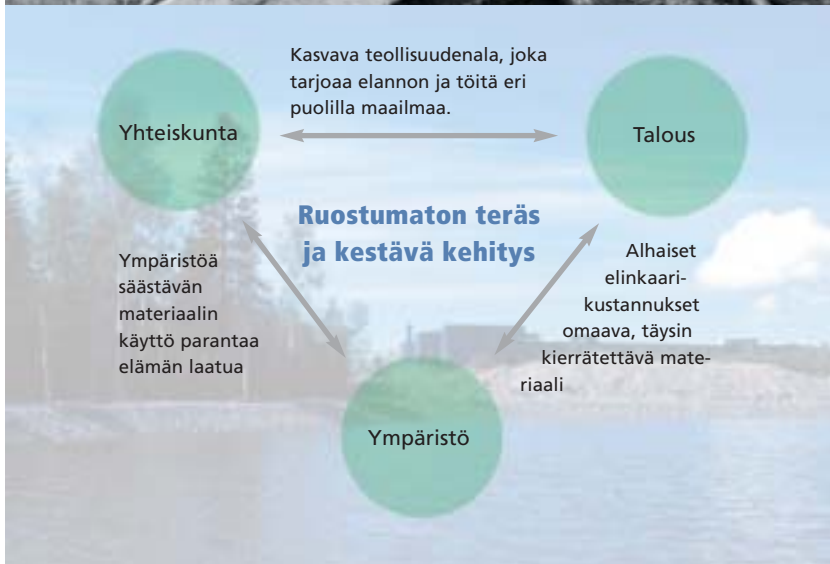 Kasvava teollisuudenala, joka
tarjoaa elannon ja töitä eri
puolilla maailmaa.
Yhteiskunta
Talous
Ruostumaton teräs
ja kestävä kehitys
Ympäristöä
säästävän
materiaalin
käyttö parantaa
elämän laatua
Alhaiset
elinkaari-
kustannukset
omaava, täysin
kierrätettävä mate-
riaali
Ympäristö